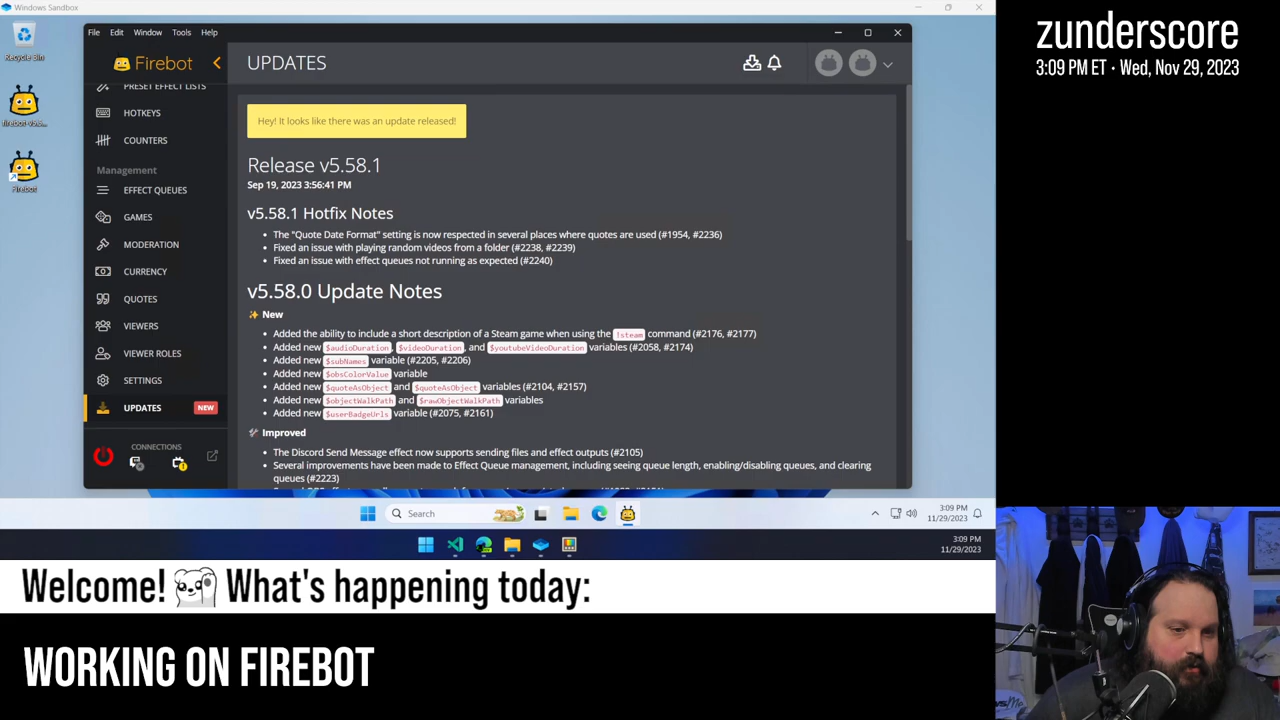 Windows Sandbox
zunderscore
3:09 PM ET • Wed, Nov 29, 2023
Recycle Bin
Firebot
File Edit Window Tools Help
Firebot
UPDATES
PRESET EFFECT LISTS
HOTKEYS
COUNTERS
Management
EFFECT QUEUES
GAMES
MODERATION
CURRENCY
QUOTES
VIEWERS
VIEWER ROLES
SETTINGS
UPDATES NEW
CONNECTIONS
Hey! It looks like there was an update released!
Release v5.58.1
Sep 19, 2023 3:56:41 PM
v5.58.1 Hotfix Notes
• The "Quote Date Format" setting is now respected in several places where quotes are used (#1954, #2236)
• Fixed an issue with playing random videos from a folder (#2238, #2239)
• Fixed an issue with effect queues not running as expected (#2240)
v5.58.0 Update Notes
✨ New
• Added the ability to include a short description of a Steam game when using the !steam command (#2176, #2177)
• Added new $audioDuration, $videoDuration, and $youtubeVideoDuration variables (#2058, #2174)
• Added new $subNames variable (#2205, #2206)
• Added new $obsColorValue variable
• Added new $quoteAsObject and $quoteAsObject variables (#2104, #2157)
• Added new $objectWalkPath and $rawObjectWalkPath variables
• Added new $userBadgeUrls variable (#2075, #2161)
🛠 Improved
• The Discord Send Message effect now supports sending files and effect outputs (#2105)
• Several improvements have been made to Effect Queue management, including seeing queue length, enabling/disabling queues, and clearing
queues (#2223)
Search
3:09 PM
11/29/2023
3:09 PM
11/29/2023
Welcome! What's happening today:
WORKING ON FIREBOT